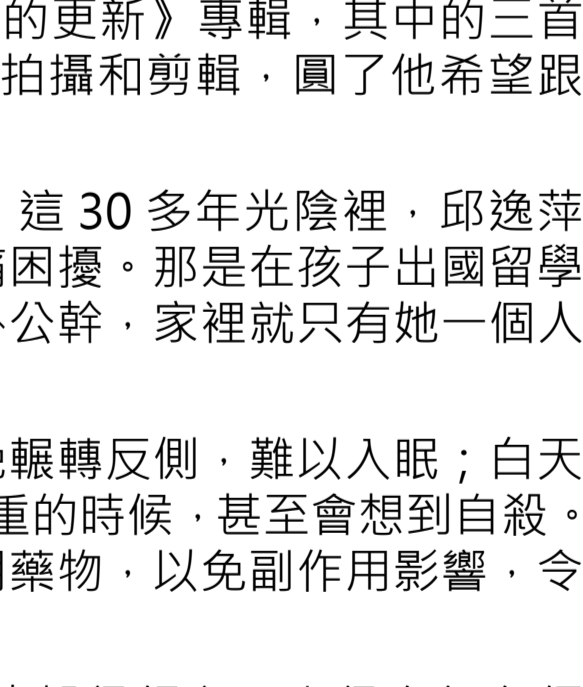 的更新》專輯，其中的三首
拍攝和剪輯，圓了他希望跟
這 30 多年光陰裡，邱逸萍
困擾。那是在孩子出國留學
公幹，家裡就只有她一個人
輾轉反側，難以入眠；白天
重的時候，甚至會想到自殺。
藥物，以免副作用影響，令